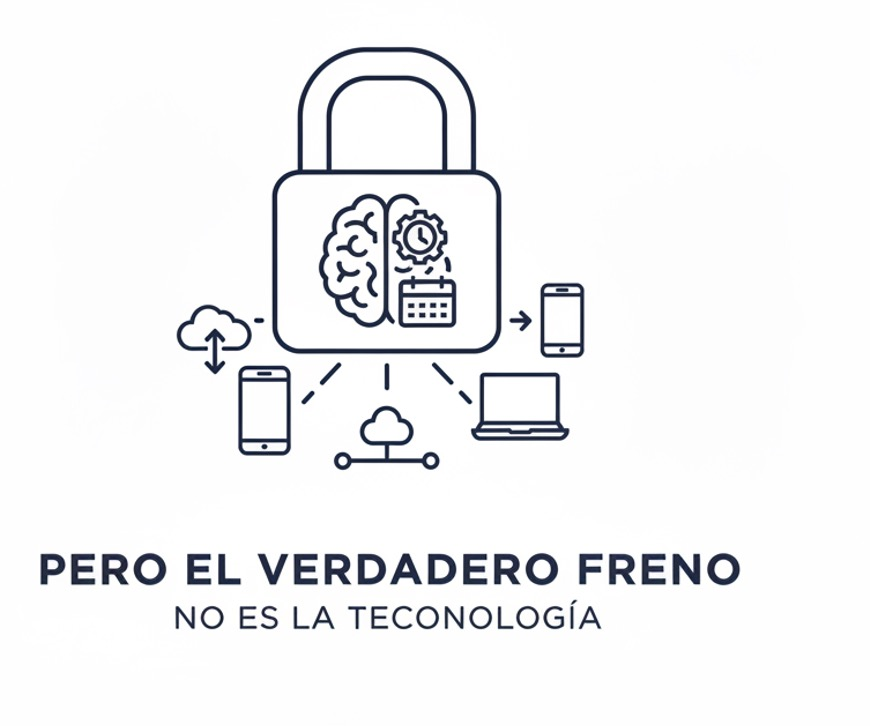 PERO EL VERDADERO FRENO
NO ES LA TECONOLOGÍA